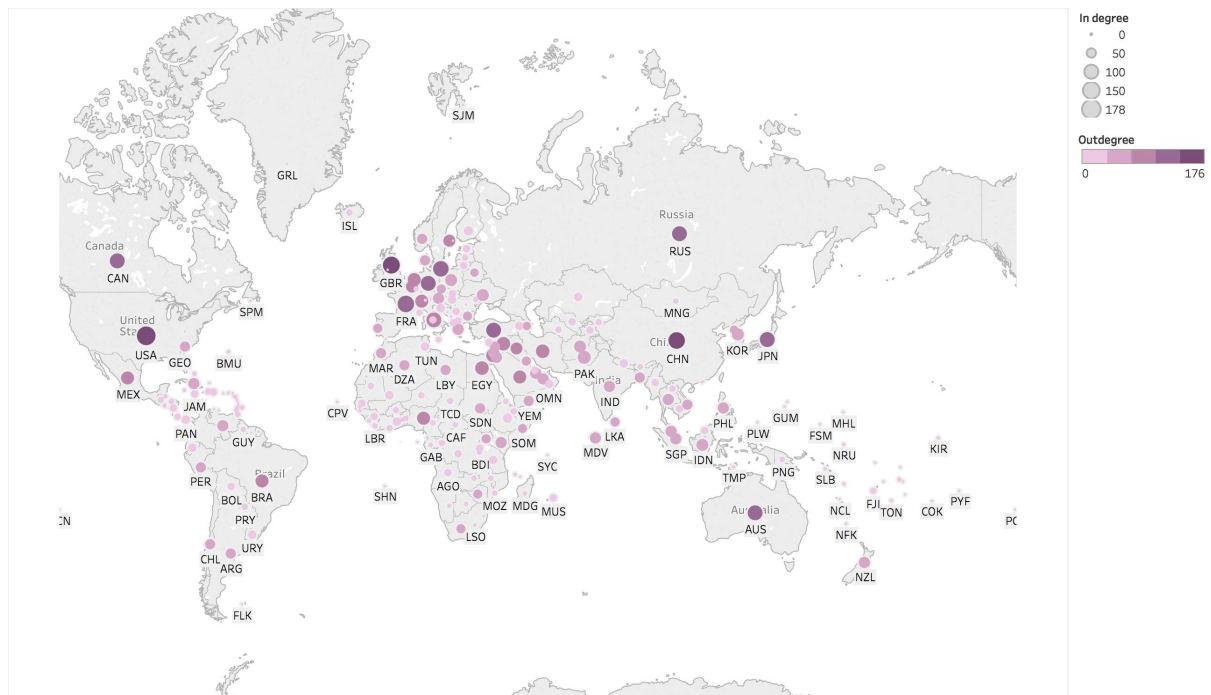 In degree
0
50
100
150
178
Outdegree
0 176
SJM
GRL
ISL
Russia
RUS
Canada
CAN
GBR
SPM
MNG
United
Sta
USA
FRA
Chi
CHN
KOR
JPN
GEO
BMU
MAR
TUN
PAK
MEX
DZA
LBY
EGY
India
OMN
IND
JAM
CPV
TCD
YEM
GUM
PAN
LBR
SDN
PHL
PLW
FSM
MHL
GUY
CAF
SOM
LKA
MDV
SGP
IDN
KIR
GAB
BDI
SYC
NRU
PER
Brazil
BRA
TMP
PNG
SLB
BOL
AGO
SHN
MOZ
MDG
MUS
NCL
FJI
TON
COK
PYF
CN
PRY
Australia
AUS
PC
URY
LSO
NFK
CHL
ARG
NZL
FLK